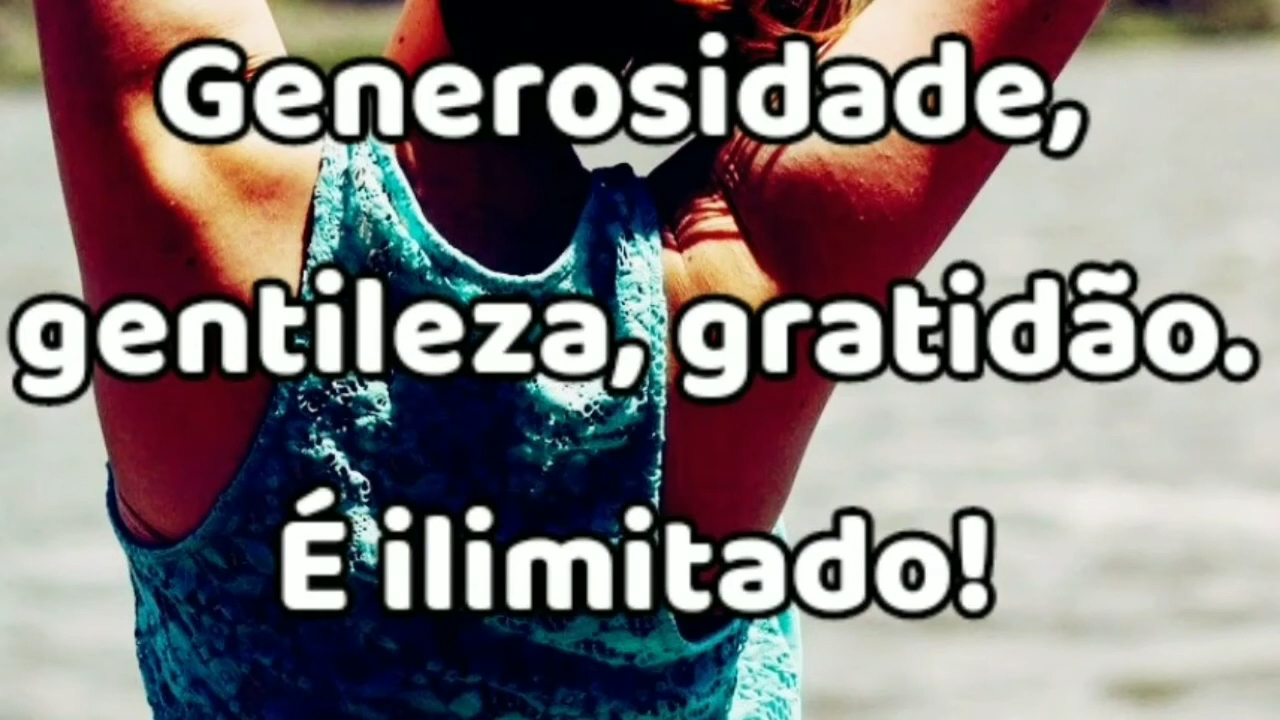 Generosidade,
gentileza, gratidão.
É ilimitado!